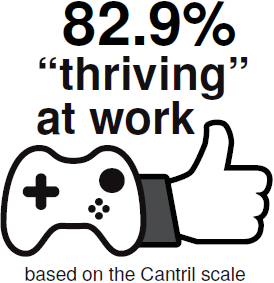 82.9%
“thriving”
at work
based on the Cantril scale